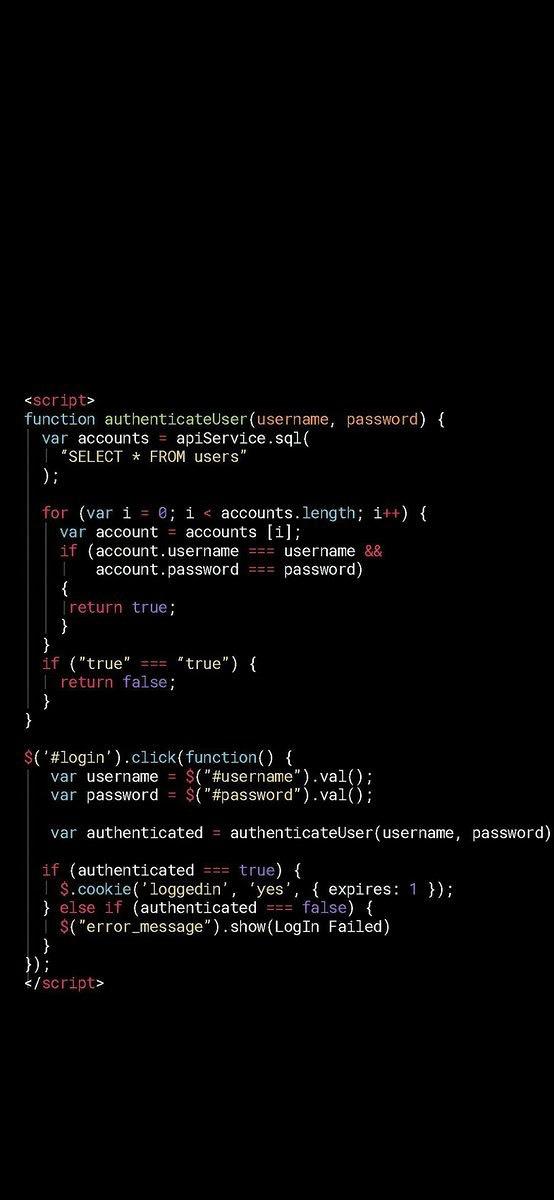 <script>
function authenticateUser(username, password) {
var accounts = apiService.sql(
“SELECT * FROM users”
);
for (var i = 0; i < accounts.length; i++) {
var account = accounts [i];
if (account.username === username &&
account.password === password)
{
return true;
}
}
if ("true” === “true”) {
return false;
}
}
$(’#login’).click(function() {
var username = $(“#username”).val();
var password = $(“#password”).val();
var authenticated = authenticateUser(username, password)
if (authenticated === true) {
$.cookie(’loggedin’, ‘yes’, { expires: 1 });
} else if (authenticated === false) {
$(”error_message”).show(LogIn Failed)
}
});
</script>